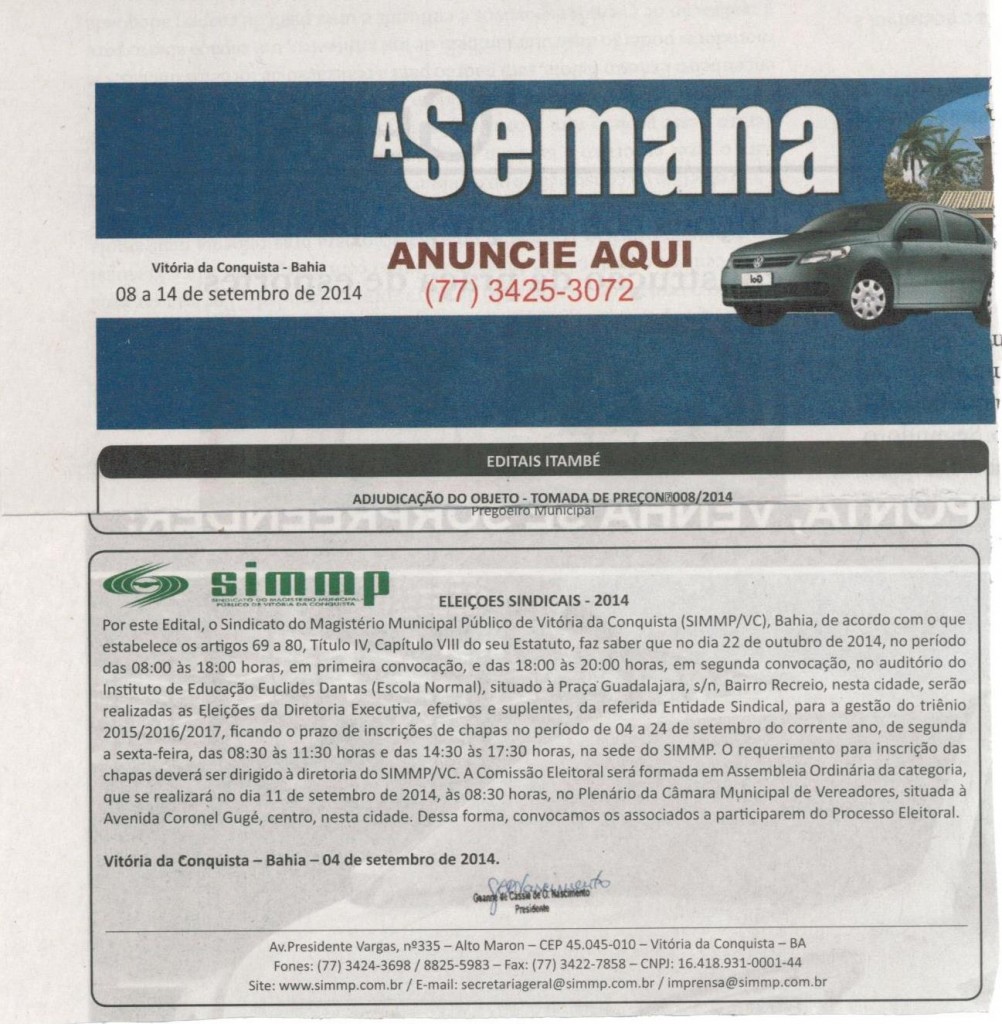 A Semana
ANUNCIE AQUI
(77) 3425-3072
Vitória da Conquista - Bahia
08 a 14 de setembro de 2014
EDITAIS ITAMBÉ
ADJUDICAÇÃO DO OBJETO - TOMADA DE PREÇON 008/2014
Pregoeiro Municipal
simmp
SINDICATO DO MAGISTÉRIO MUNICIPAL
PÚBLICO DE VITÓRIA DA CONQUISTA
ELEIÇOES SINDICAIS - 2014
Por este Edital, o Sindicato do Magistério Municipal Público de Vitória da Conquista (SIMMP/VC), Bahia, de acordo com o que
estabelece os artigos 69 a 80, Título IV, Capítulo VIII do seu Estatuto, faz saber que no dia 22 de outubro de 2014, no período
das 08:00 às 18:00 horas, em primeira convocação, e das 18:00 às 20:00 horas, em segunda convocação, no auditório do
Instituto de Educação Euclides Dantas (Escola Normal), situado à Praça Guadalajara, s/n, Bairro Recreio, nesta cidade, serão
realizadas as Eleições da Diretoria Executiva, efetivos e suplentes, da referida Entidade Sindical, para a gestão do triênio
2015/2016/2017, ficando o prazo de inscrições de chapas no período de 04 a 24 de setembro do corrente ano, de segunda
a sexta-feira, das 08:30 às 11:30 horas e das 14:30 às 17:30 horas, na sede do SIMMP. O requerimento para inscrição das
chapas deverá ser dirigido à diretoria do SIMMP/VC. A Comissão Eleitoral será formada em Assembleia Ordinária da categoria,
que se realizará no dia 11 de setembro de 2014, às 08:30 horas, no Plenário da Câmara Municipal de Vereadores, situada à
Avenida Coronel Gugé, centro, nesta cidade. Dessa forma, convocamos os associados a participarem do Processo Eleitoral.
Vitória da Conquista – Bahia – 04 de setembro de 2014.
de Cássia de O. Nascimento
Presidente
Av.Presidente Vargas, nº335 – Alto Maron – CEP 45.045-010 – Vitória da Conquista – BA
Fones: (77) 3424-3698 / 8825-5983 – Fax: (77) 3422-7858 – CNPJ: 16.418.931-0001-44
Site: www.simmp.com.br / E-mail: secretariageral@simmp.com.br / imprensa@simmp.com.br